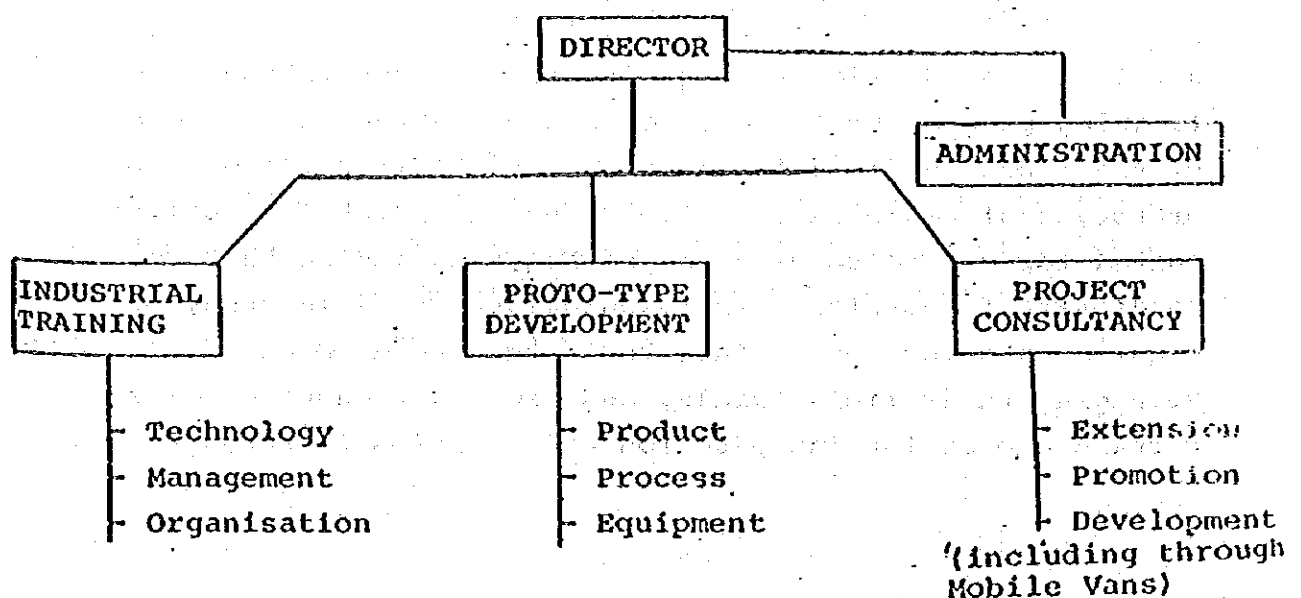 DIRECTOR
ADMINISTRATION
INDUSTRIAL
TRAINING
PROTO-TYPE
DEVELOPMENT
PROJECT
CONSULTANCY
- Technology
- Management
- Organisation
- Product
- Process
- Equipment
- Extension
- Promotion
- Development
(including through
Mobile Vans)